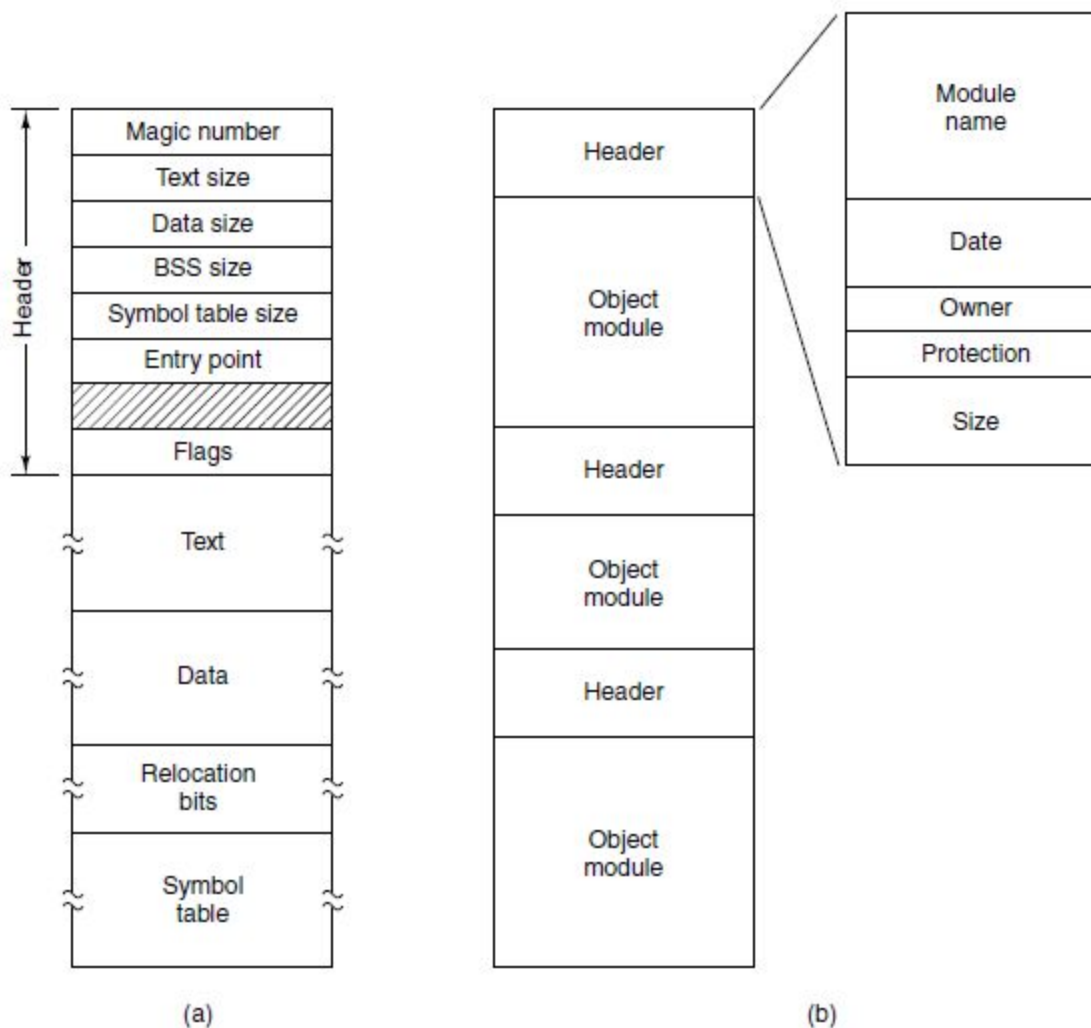 Header
Magic number
Text size
Data size
BSS size
Symbol table size
Entry point
Flags
Text
Data
Relocation
bits
Symbol
table
(a)
Header
Object
module
Header
Object
module
Header
Object
module
Module
name
Date
Owner
Protection
Size
(b)